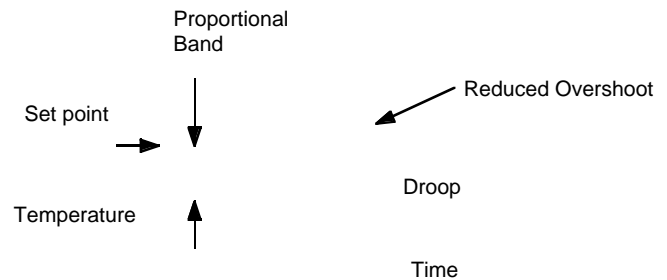 Proportional
Band
Reduced Overshoot
Set point
Droop
Temperature
Time